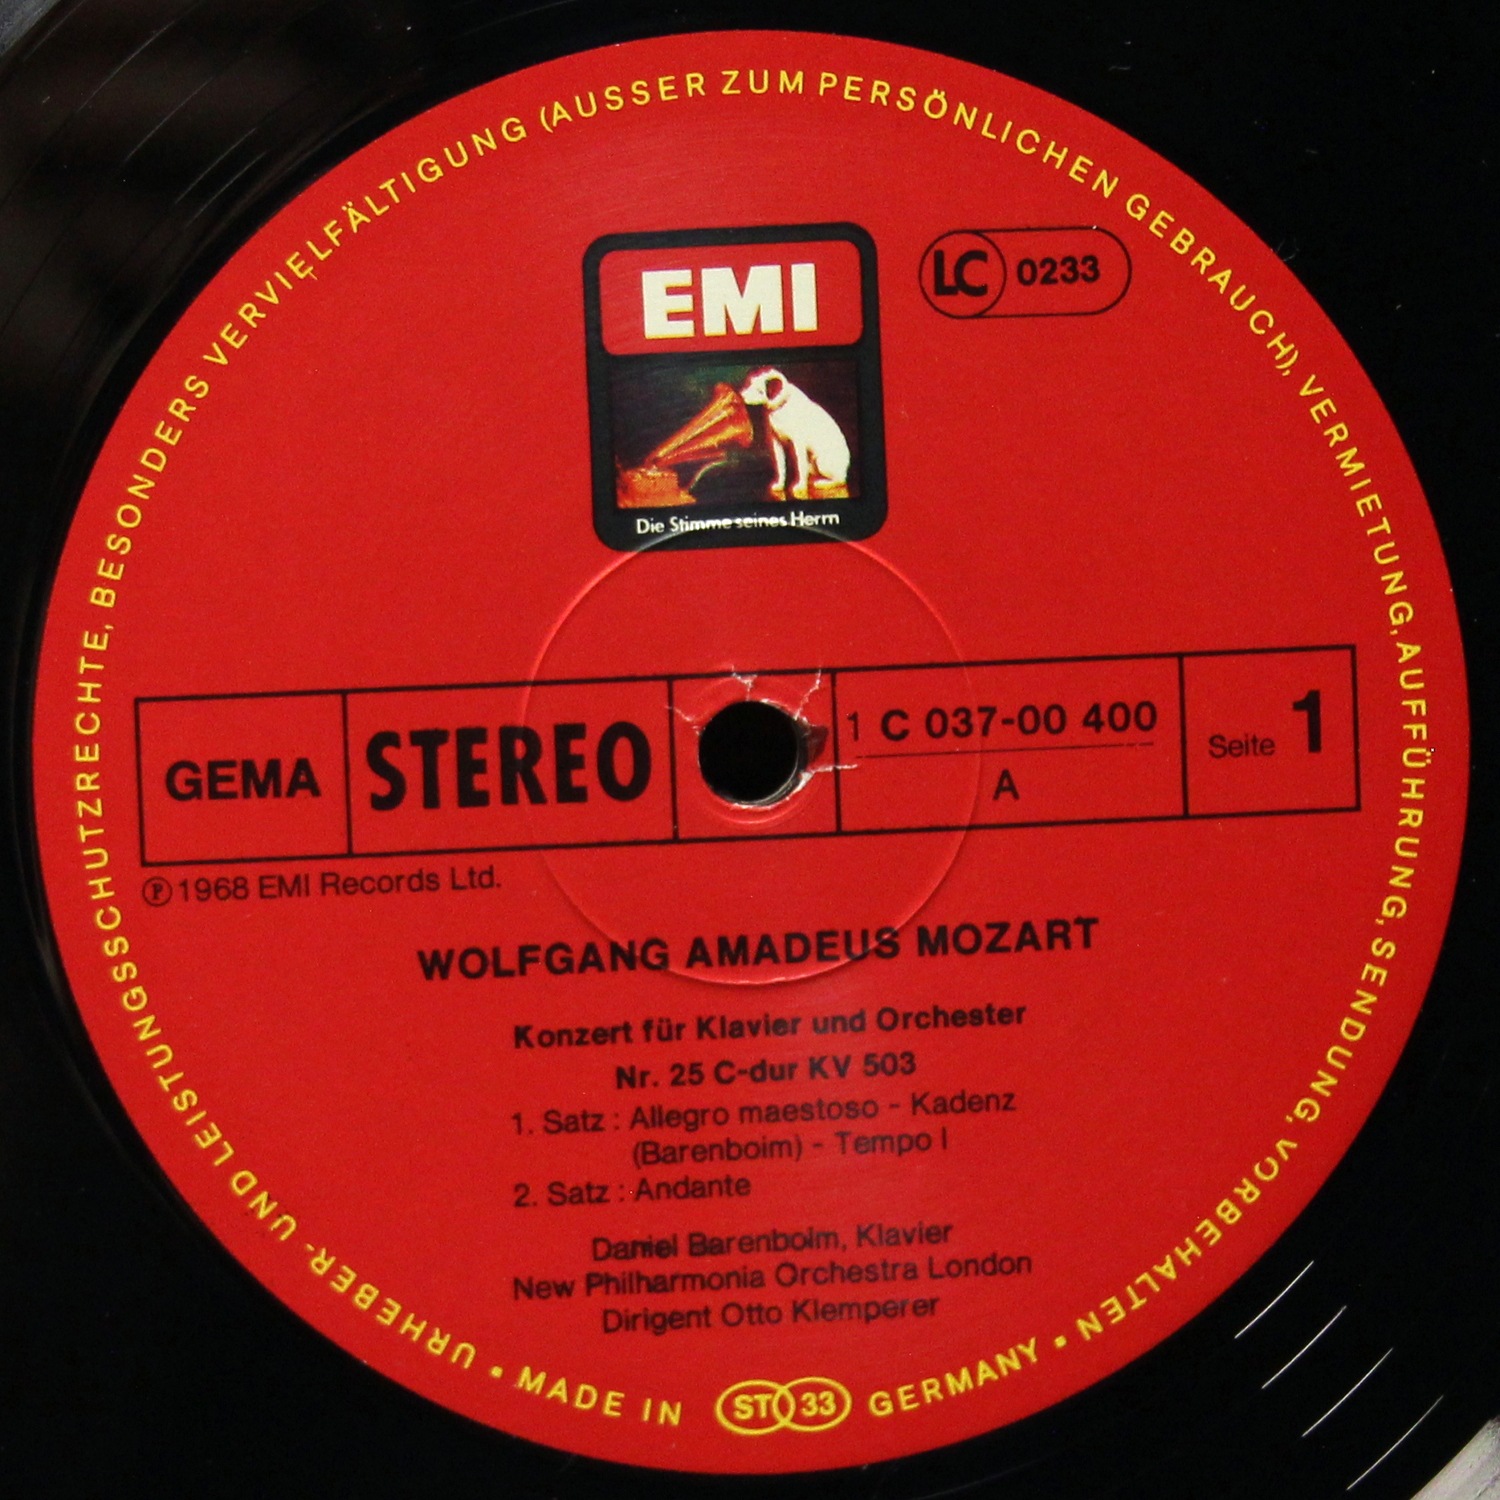 URHEBER- UND LEISTUNGSSCHUTZRECHTE, BESONDERS VERVIELFÄLTIGUNG (AUSSER ZUM PERSÖNLICHEN GEBRAUCH), VERMIETUNG, AUFFÜHRUNG, SENDUNG, VORBEHALTEN •
EMI
LC 0233
Die Stimme seines Herrn
GEMA
STEREO
1 C 037-00 400
A
Seite 1
Ⓟ 1968 EMI Records Ltd.
WOLFGANG AMADEUS MOZART
Konzert für Klavier und Orchester
Nr. 25 C-dur KV 503
1. Satz : Allegro maestoso - Kadenz
(Barenboim) - Tempo I
2. Satz : Andante
Daniel Barenboim, Klavier
New Philharmonia Orchestra London
Dirigent Otto Klemperer
• MADE IN ST 33 GERMANY